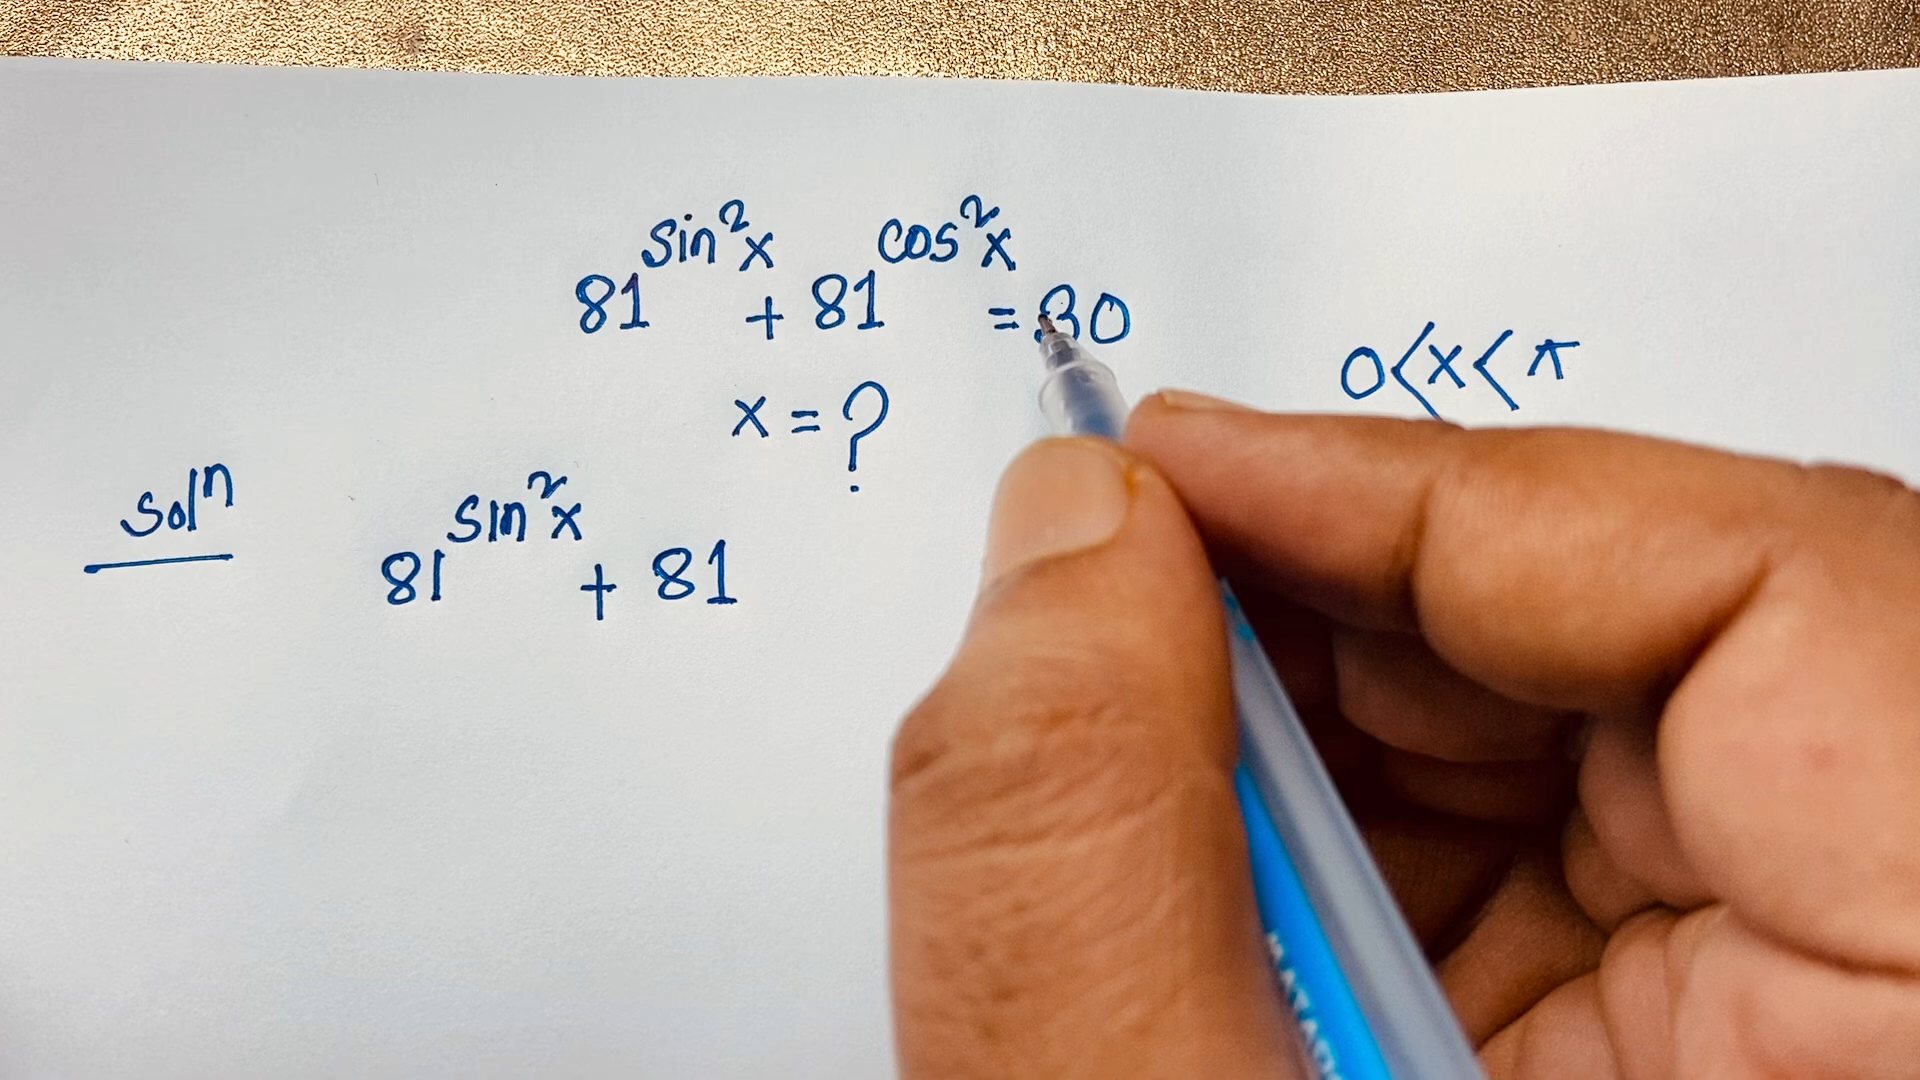 81^sin²x + 81^cos²x = 30
0<x<π
x = ?
Solⁿ 81^sin²x + 81